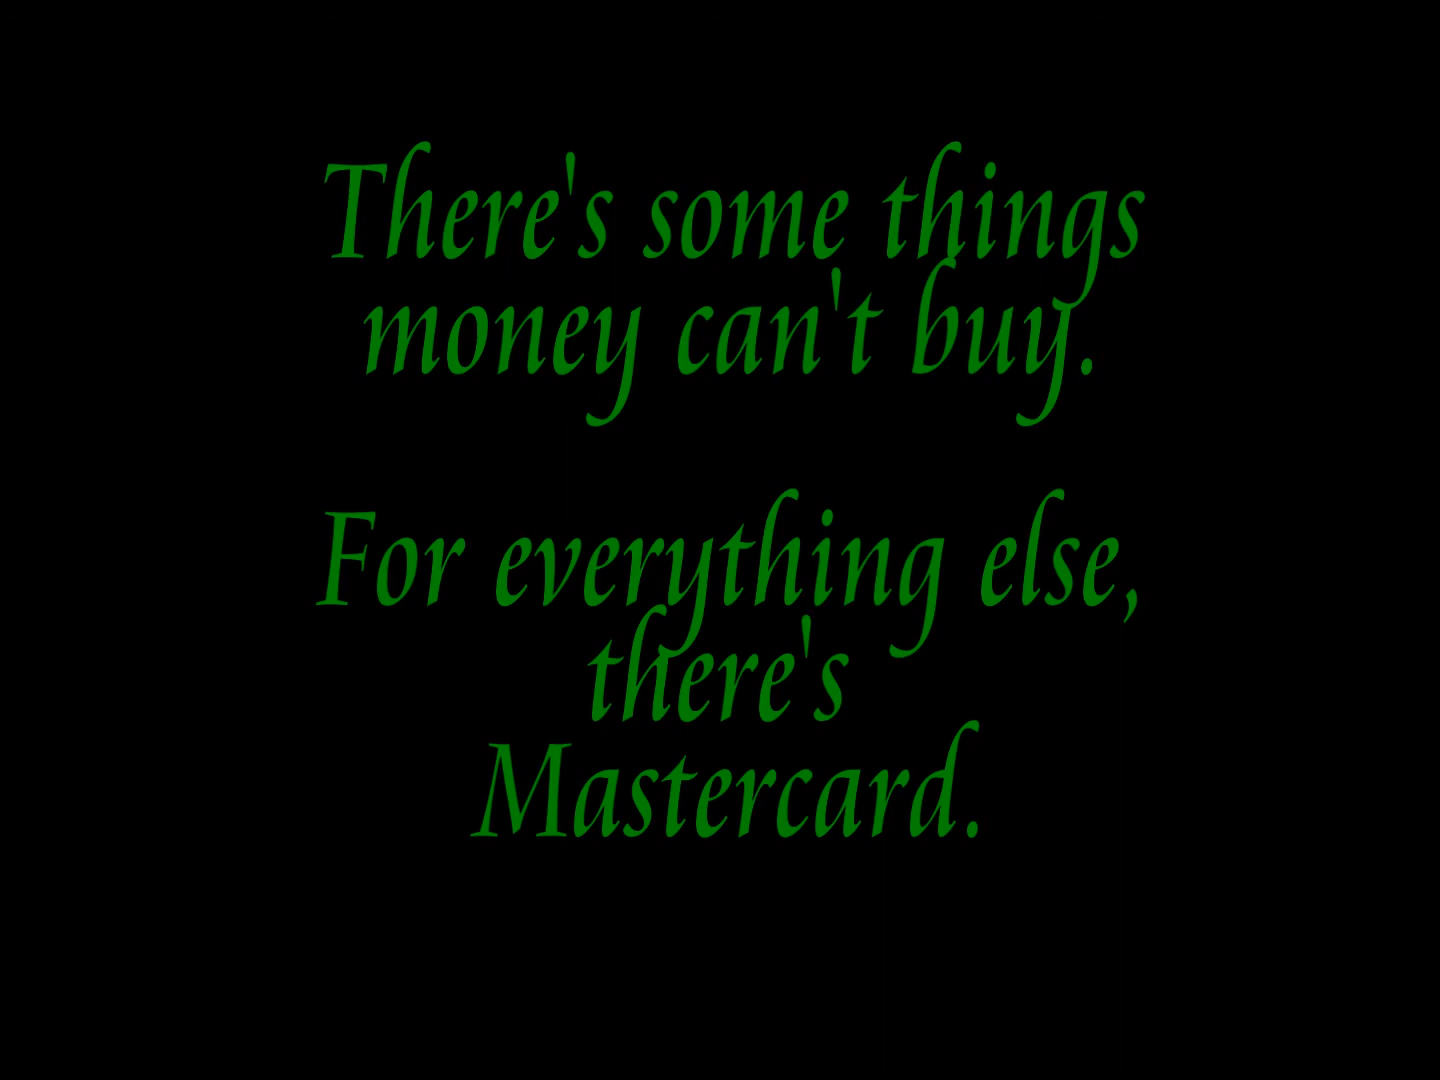 There's some things
money can't buy.
For everything else,
there's
Mastercard.